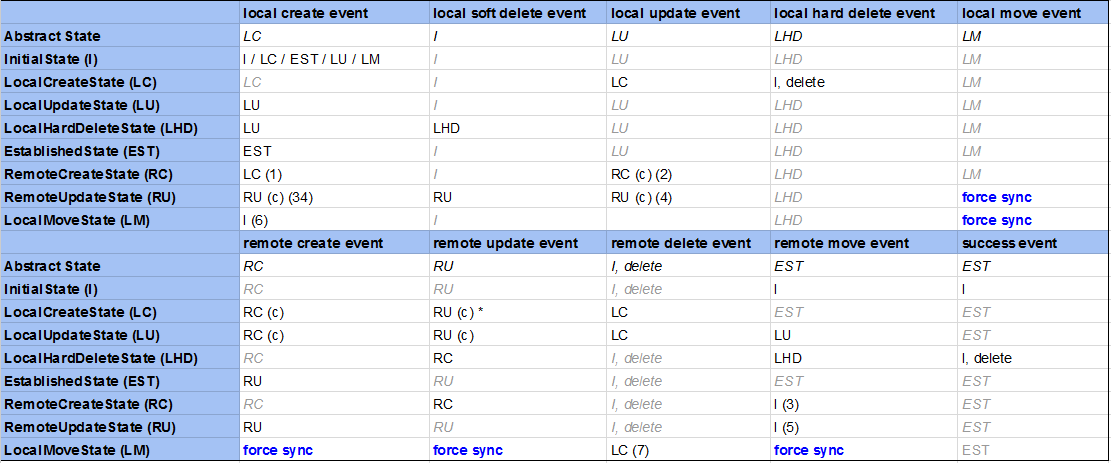 local create event local soft delete event local update event local hard delete event local move event
Abstract State LC I LU LHD LM
InitialState (I) I / LC / EST / LU / LM I LU LHD LM
LocalCreateState (LC) LC I LC I, delete LM
LocalUpdateState (LU) LU I LU LHD LM
LocalHardDeleteState (LHD) LU LHD LU LHD LM
EstablishedState (EST) EST I LU LHD LM
RemoteCreateState (RC) LC (1) I RC (c) (2) LHD LM
RemoteUpdateState (RU) RU (c) (34) RU RU (c) (4) LHD force sync
LocalMoveState (LM) I (6) I LHD force sync
remote create event remote update event remote delete event remote move event success event
Abstract State RC RU I, delete EST EST
InitialState (I) RC RU I, delete I I
LocalCreateState (LC) RC (c) RU (c) * LC EST EST
LocalUpdateState (LU) RC (c) RU (c) LC LU EST
LocalHardDeleteState (LHD) RC RC I, delete LHD I, delete
EstablishedState (EST) RU RU I, delete EST EST
RemoteCreateState (RC) RC RC I, delete I (3) EST
RemoteUpdateState (RU) RU RU I, delete I (5) EST
LocalMoveState (LM) force sync force sync LC (7) force sync EST